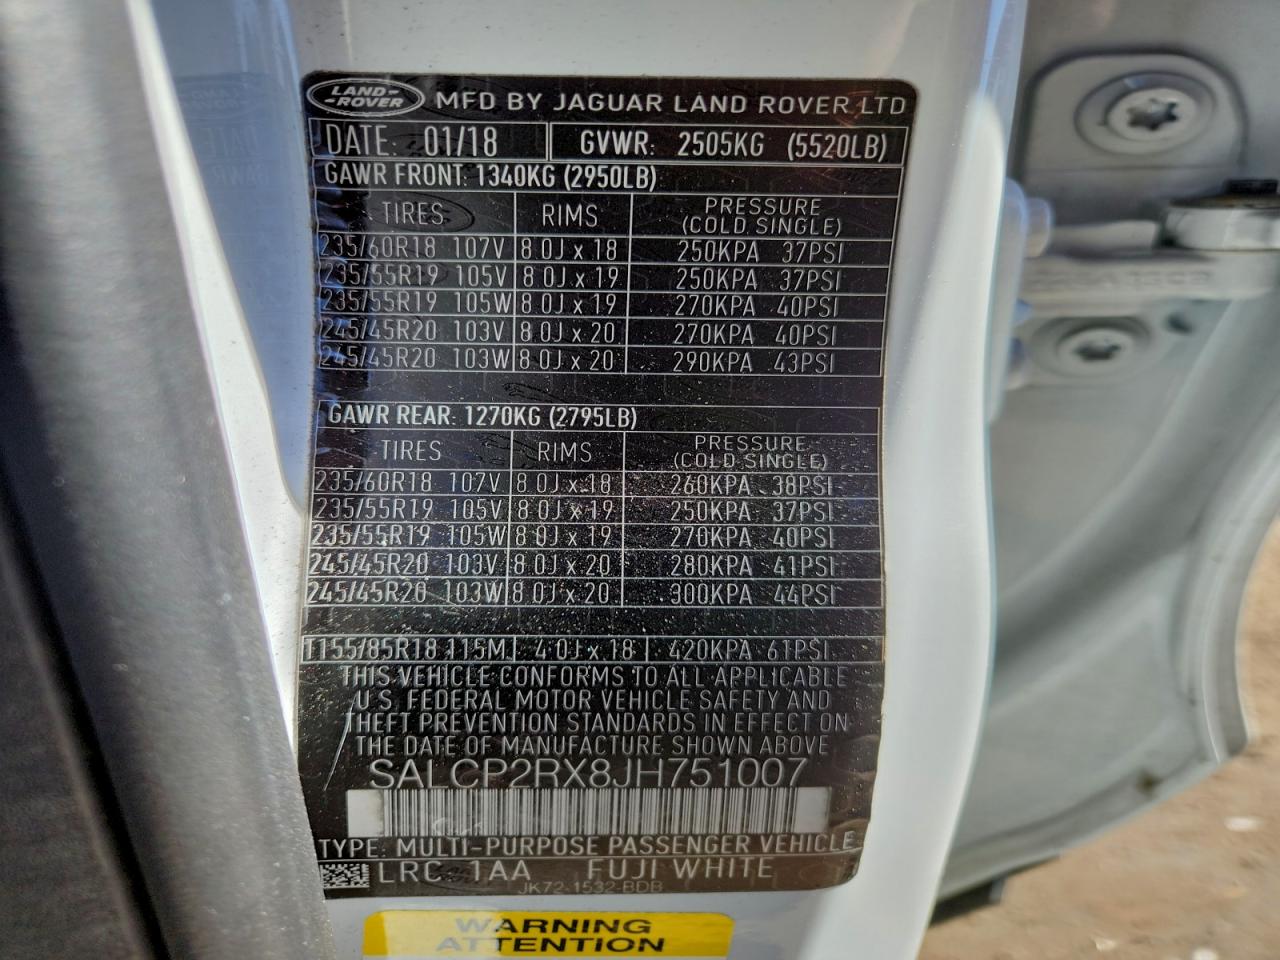 LAND-
-ROVER
MFD BY JAGUAR LAND ROVER LTD
DATE: 01/18 GVWR: 2505KG (5520LB)
GAWR FRONT: 1340KG (2950LB)
TIRES RIMS PRESSURE
(COLD, SINGLE)
235/60R18 107V 8.0J x 18 250KPA 37PSI
235/55R19 105V 8.0J x 19 250KPA 37PSI
235/55R19 105W 8.0J x 19 270KPA 40PSI
245/45R20 103V 8.0J x 20 270KPA 40PSI
245/45R20 103W 8.0J x 20 290KPA 43PSI
GAWR REAR: 1270KG (2795LB)
TIRES RIMS PRESSURE
(COLD, SINGLE)
235/60R18 107V 8.0J x 18 260KPA 38PSI
235/55R19 105V 8.0J x 19 250KPA 37PSI
235/55R19 105W 8.0J x 19 270KPA 40PSI
245/45R20 103V 8.0J x 20 280KPA 41PSI
245/45R20 103W 8.0J x 20 300KPA 44PSI
T155/85R18 115M 4.0J x 18 420KPA 61PSI
THIS VEHICLE CONFORMS TO ALL APPLICABLE
U.S. FEDERAL MOTOR VEHICLE SAFETY AND
THEFT PREVENTION STANDARDS IN EFFECT ON
THE DATE OF MANUFACTURE SHOWN ABOVE
SALCP2RX8JH751007
TYPE: MULTI-PURPOSE PASSENGER VEHICLE
LRC 1AA FUJI WHITE
JK72-1532-BDB
WARNING
ATTENTION